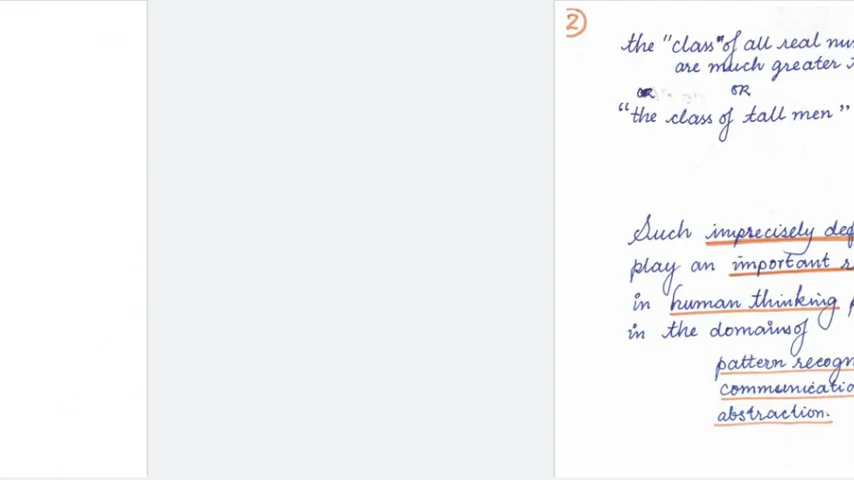 2
the "class" of all real nu
are much greater
OR OR
"the class of tall men"
Such imprecisely def
play an important r
in human thinking p
in the domains of
pattern recogn
communicatio
abstraction.